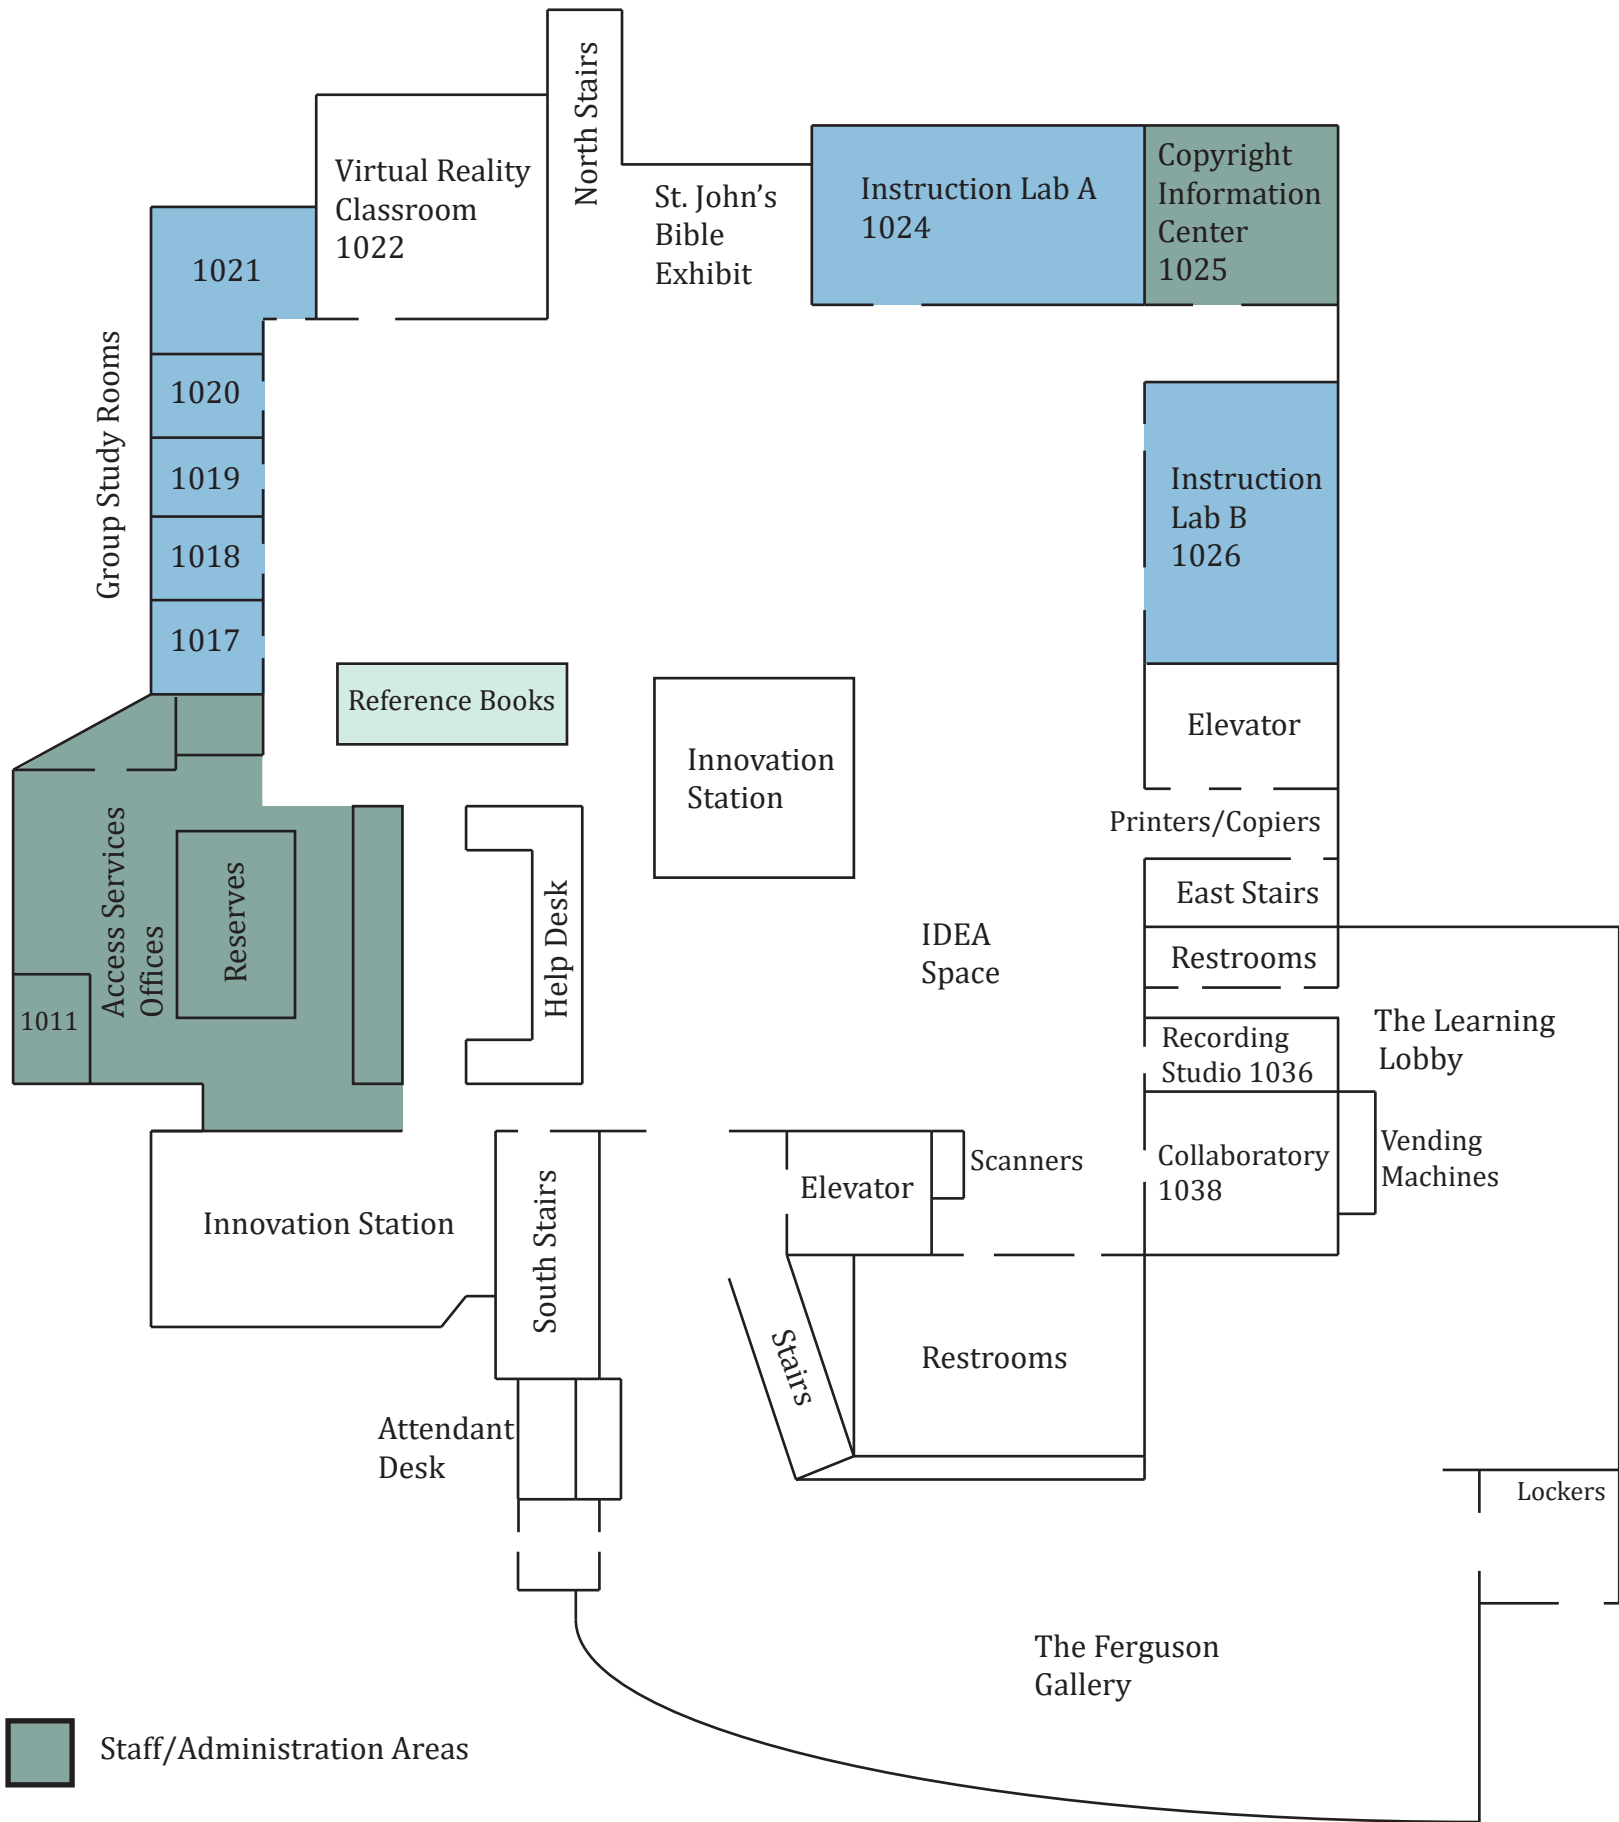 North Stairs
Virtual Reality
Classroom
1022
St. John’s
Bible
Exhibit
Instruction Lab A
1024
Copyright
Information
Center
1025
1021
Group Study Rooms
1020
1019
1018
1017
Instruction
Lab B
1026
Reference Books
Innovation
Station
Elevator
Printers/Copiers
East Stairs
Restrooms
Access Services
Offices
Reserves
1011
Help Desk
IDEA
Space
The Learning
Lobby
Recording
Studio 1036
Collaboratory
1038
Vending
Machines
Innovation Station
South Stairs
Elevator
Scanners
Stairs
Restrooms
Attendant
Desk
Lockers
The Ferguson
Gallery
Staff/Administration Areas